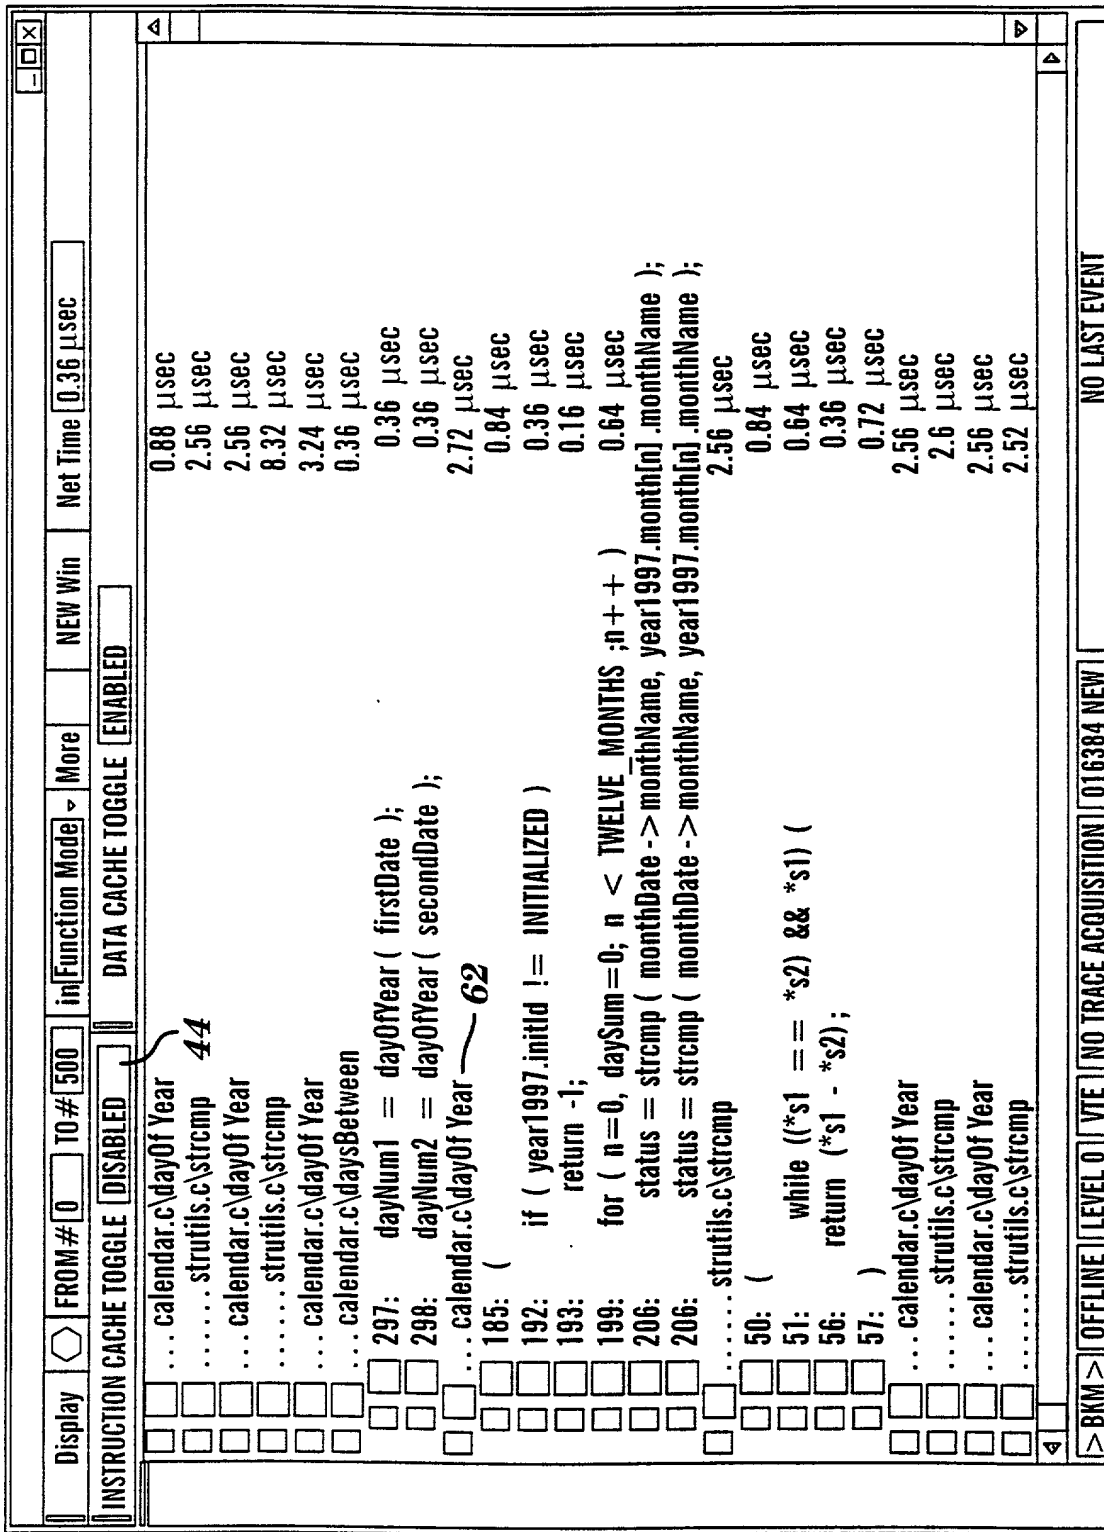 Display FROM# 0 TO# 500 in Function Mode More NEW Win Net Time 0.36 µsec
INSTRUCTION CACHE TOGGLE DISABLED DATA CACHE TOGGLE ENABLED
44
... calendar.c\dayOf Year 0.88 µsec
...... strutils.c\strcmp 2.56 µsec
... calendar.c\dayOf Year 2.56 µsec
...... strutils.c\strcmp 8.32 µsec
... calendar.c\dayOf Year 3.24 µsec
... calendar.c\daysBetween 0.36 µsec
297: dayNum1 = dayOfYear ( firstDate ); 0.36 µsec
298: dayNum2 = dayOfYear ( secondDate ); 0.36 µsec
... calendar.c\dayOf Year 62 2.72 µsec
185: ( 0.84 µsec
192: if ( year1997.initId != INITIALIZED ) 0.36 µsec
193: return -1; 0.16 µsec
199: for ( n=0, daySum=0; n < TWELVE_MONTHS ;n++ ) 0.64 µsec
206: status = strcmp ( monthDate->monthName, year1997.month[n] .monthName );
206: status = strcmp ( monthDate->monthName, year1997.month[n] .monthName );
...... strutils.c\strcmp 2.56 µsec
50: ( 0.84 µsec
51: while ((*s1 == *s2) && *s1) ( 0.64 µsec
56: return (*s1 - *s2); 0.36 µsec
57: ) 0.72 µsec
... calendar.c\dayOf Year 2.56 µsec
...... strutils.c\strcmp 2.6 µsec
... calendar.c\dayOf Year 2.56 µsec
...... strutils.c\strcmp 2.52 µsec
> BKM > OFFLINE LEVEL 0 VTE NO TRACE ACQUISITION 016384 NEW NO LAST EVENT